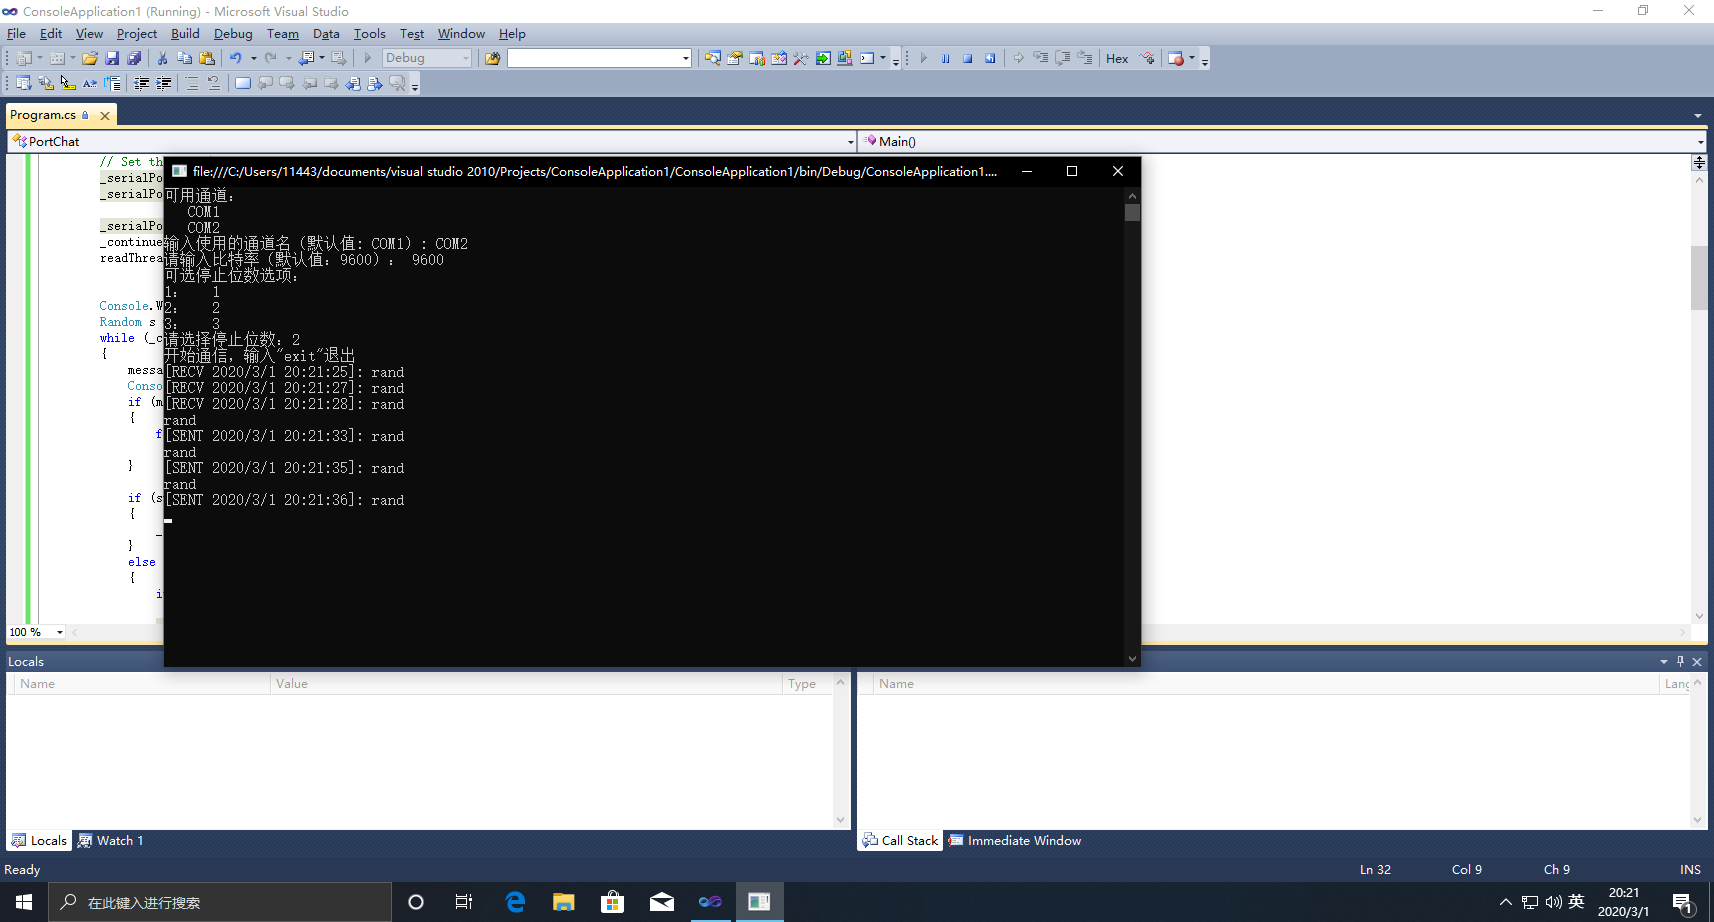 ConsoleApplication1 (Running) - Microsoft Visual Studio
File Edit View Project Build Debug Team Data Tools Test Window Help
Debug
Hex
Program.cs
PortChat
Main()
// Set th
_serialPo
_serialPo
_serialPo
_continue
readThrea
Console.W
Random s
while (_c
{
messa
Conso
if (m
{
f
}
if (s
{
_
}
else
{
i
file:///C:/Users/11443/documents/visual studio 2010/Projects/ConsoleApplication1/ConsoleApplication1/bin/Debug/ConsoleApplication1....
可用通道:
COM1
COM2
输入使用的通道名（默认值: COM1）: COM2
请输入比特率（默认值: 9600）: 9600
可选停止位数选项:
1: 1
2: 2
3: 3
请选择停止位数: 2
开始通信, 输入"exit"退出
[RECV 2020/3/1 20:21:25]: rand
[RECV 2020/3/1 20:21:27]: rand
[RECV 2020/3/1 20:21:28]: rand
rand
[SENT 2020/3/1 20:21:33]: rand
rand
[SENT 2020/3/1 20:21:35]: rand
rand
[SENT 2020/3/1 20:21:36]: rand
100 %
Locals
Name Value Type
Name Lang
Locals Watch 1
Call Stack Immediate Window
Ready Ln 32 Col 9 Ch 9 INS
在此键入进行搜索
英
20:21
2020/3/1
1